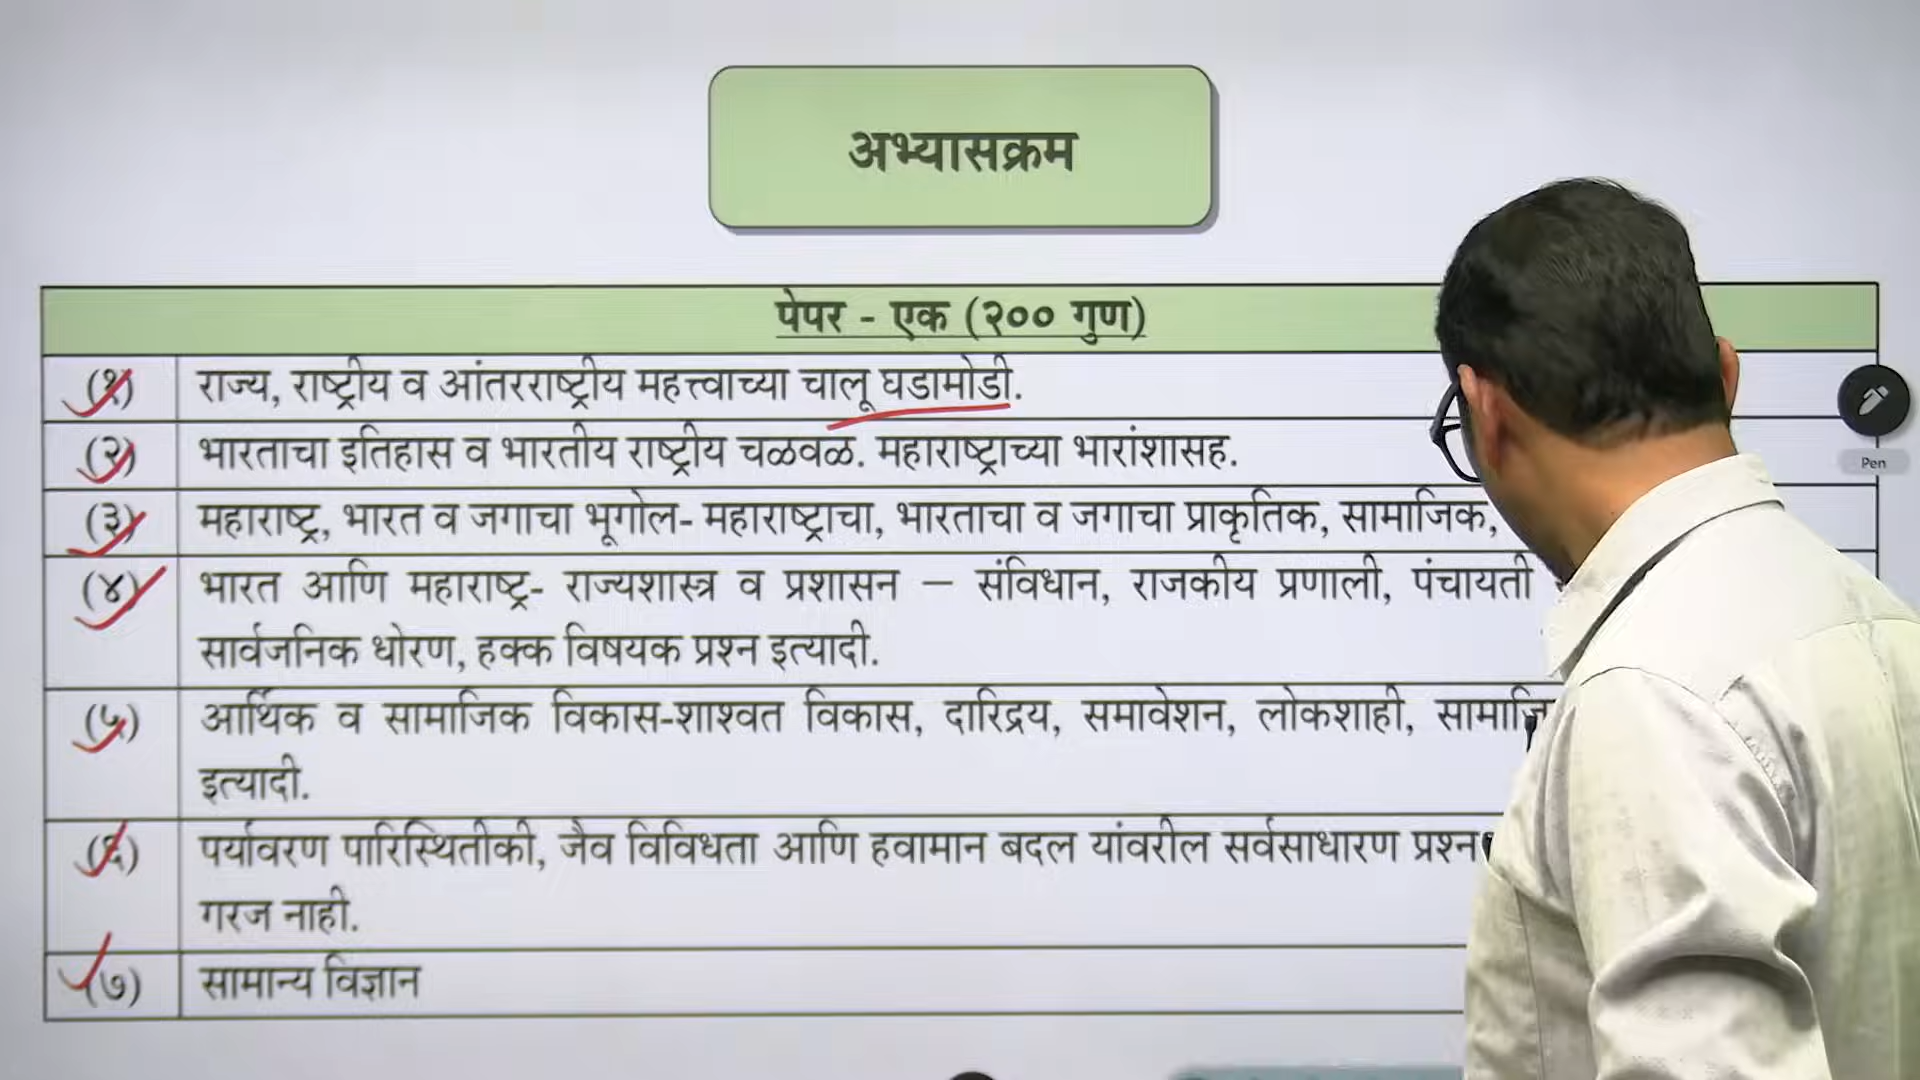 अभ्यासक्रम
पेपर - एक (२०० गुण)
(१) राज्य, राष्ट्रीय व आंतरराष्ट्रीय महत्त्वाच्या चालू घडामोडी.
(२) भारताचा इतिहास व भारतीय राष्ट्रीय चळवळ. महाराष्ट्राच्या भारांशासह.
(३) महाराष्ट्र, भारत व जगाचा भूगोल- महाराष्ट्राचा, भारताचा व जगाचा प्राकृतिक, सामाजिक,
(४) भारत आणि महाराष्ट्र- राज्यशास्त्र व प्रशासन – संविधान, राजकीय प्रणाली, पंचायती
सार्वजनिक धोरण, हक्क विषयक प्रश्न इत्यादी.
(५) आर्थिक व सामाजिक विकास-शाश्वत विकास, दारिद्रय, समावेशन, लोकशाही,
इत्यादी.
(६) पर्यावरण पारिस्थितीकी, जैव विविधता आणि हवामान बदल यांवरील सर्वसाधारण प्रश्न
गरज नाही.
(७) सामान्य विज्ञान
Pen